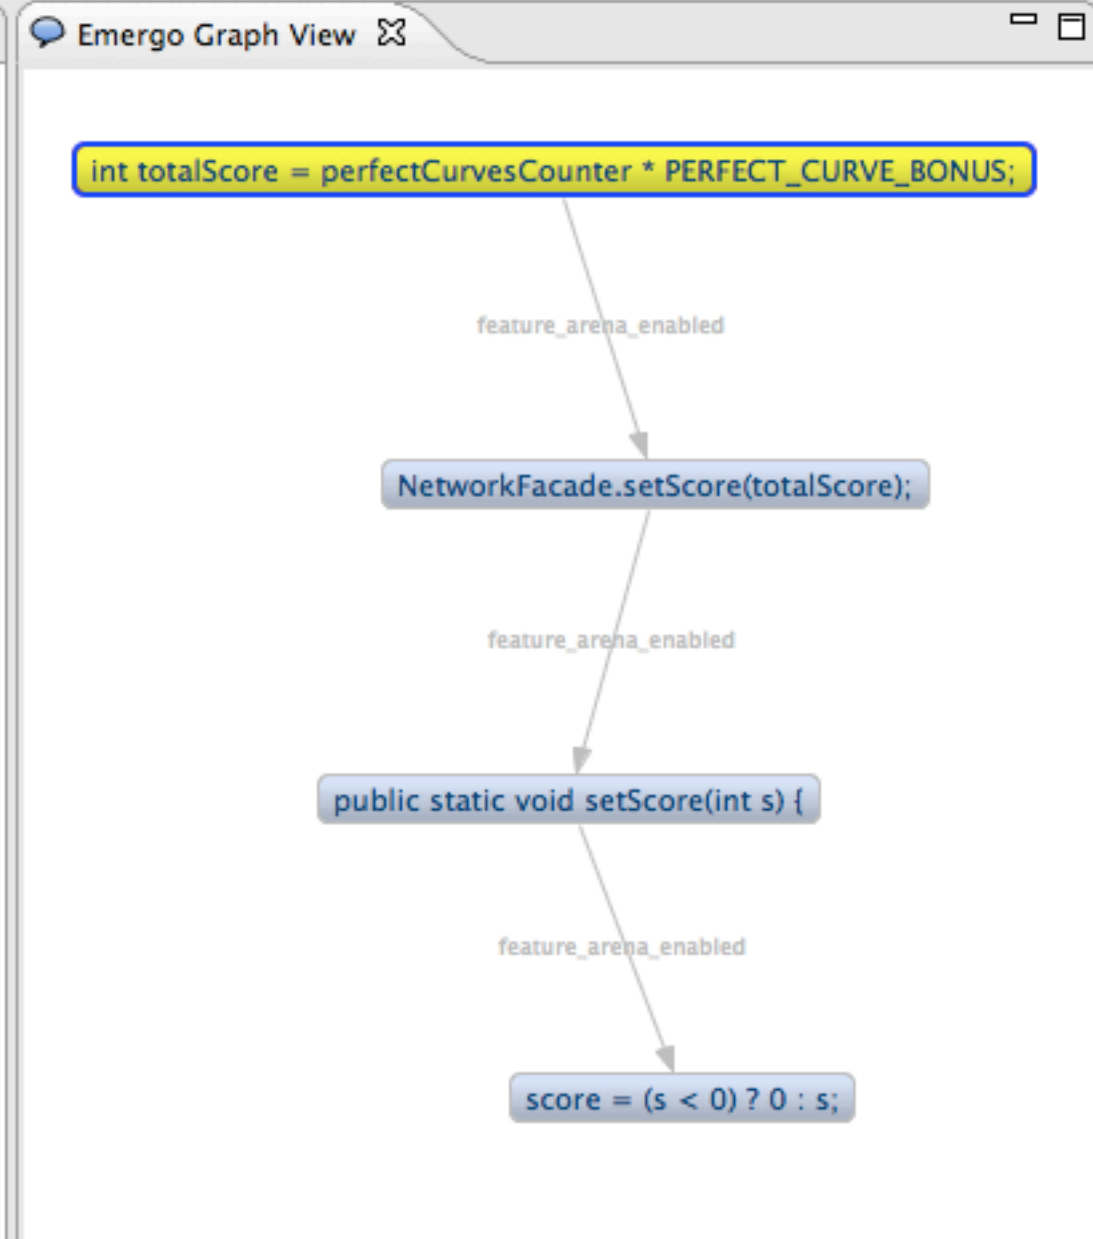 Emergo Graph View
int totalScore = perfectCurvesCounter * PERFECT_CURVE_BONUS;
feature_arena_enabled
NetworkFacade.setScore(totalScore);
feature_arena_enabled
public static void setScore(int s) {
feature_arena_enabled
score = (s < 0) ? 0 : s;